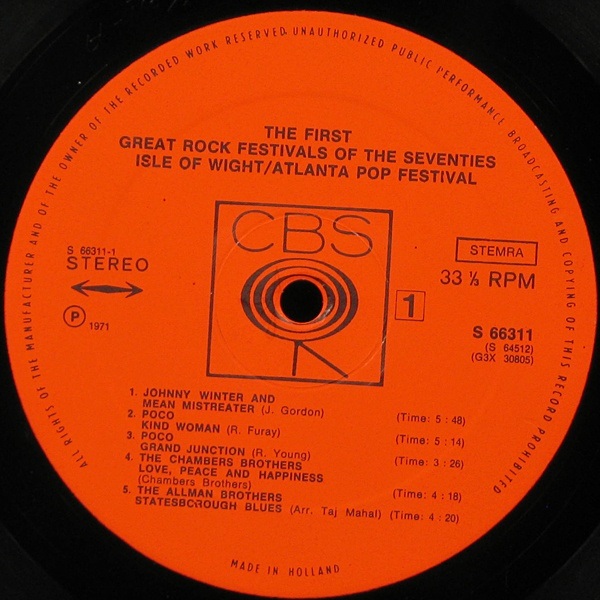 ALL RIGHTS OF THE MANUFACTURER AND OF THE OWNER OF THE RECORDED WORK RESERVED. UNAUTHORIZED PUBLIC PERFORMANCE BROADCASTING AND COPYING OF THIS RECORD PROHIBITED
THE FIRST
GREAT ROCK FESTIVALS OF THE SEVENTIES
ISLE OF WIGHT/ATLANTA POP FESTIVAL
CBS
S 66311-1
STEREO
STEMRA
33 ⅓ RPM
P 1971
1
S 66311
(S 64512)
(G3X 30805)
1. JOHNNY WINTER AND
MEAN MISTREATER (J. Gordon) (Time: 5 : 48)
2. POCO
KIND WOMAN (R. Furay) (Time: 5 : 14)
3. POCO
GRAND JUNCTION (R. Young) (Time: 3 : 26)
4. THE CHAMBERS BROTHERS
LOVE, PEACE AND HAPPINESS
(Chambers Brothers) (Time: 4 : 18)
5. THE ALLMAN BROTHERS
STATESBOROUGH BLUES (Arr. Taj Mahal) (Time: 4 : 20)
MADE IN HOLLAND